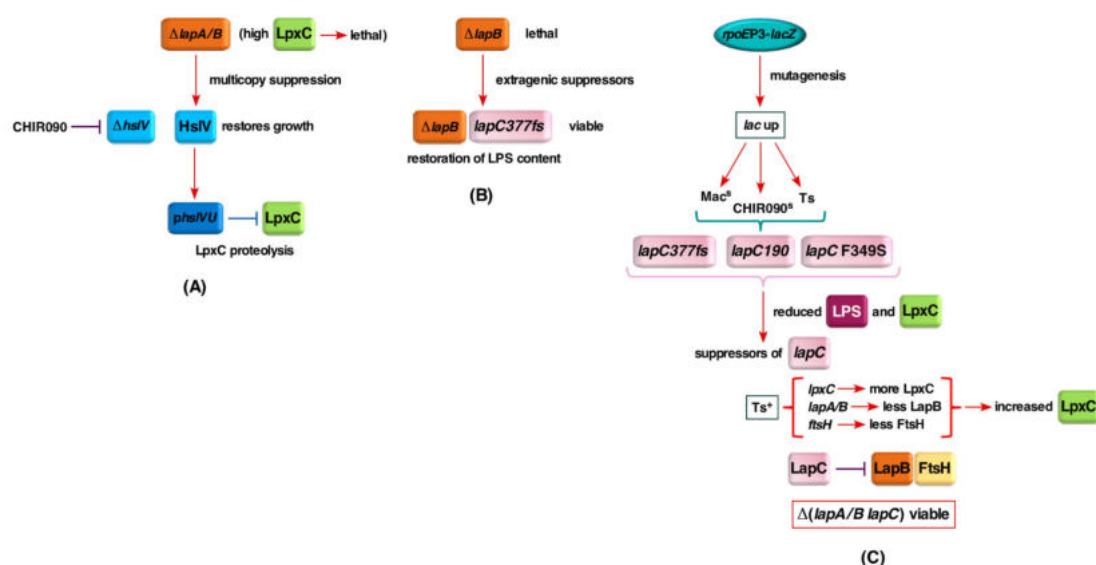 ΔlapA/B (high LpxC → lethal)
multicopy suppression
CHIR090 ⊣ ΔhslV HslV restores growth
phslVU ⊣ LpxC
LpxC proteolysis
(A)
ΔlapB lethal
extragenic suppressors
ΔlapB lapC377fs viable
restoration of LPS content
(B)
rpoEP3-lacZ
mutagenesis
lac up
Macˢ CHIR090ˢ Ts
lapC377fs lapC190 lapC F349S
reduced LPS and LpxC
suppressors of lapC
Ts⁺
lpxC → more LpxC
lapA/B → less LapB
ftsH → less FtsH
increased LpxC
LapC ⊣ LapB FtsH
Δ(lapA/B lapC) viable
(C)